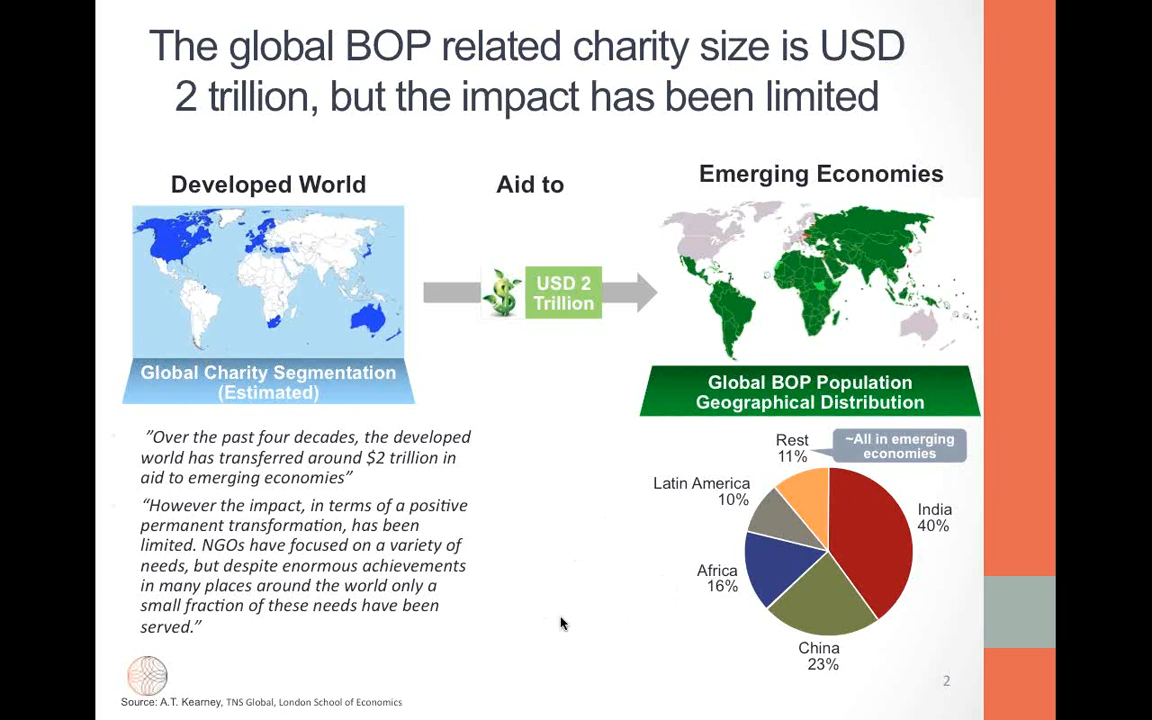 The global BOP related charity size is USD
2 trillion, but the impact has been limited
Developed World
Aid to
Emerging Economies
USD 2
Trillion
Global Charity Segmentation
(Estimated)
Global BOP Population
Geographical Distribution
”Over the past four decades, the developed
world has transferred around $2 trillion in
aid to emerging economies”
“However the impact, in terms of a positive
permanent transformation, has been
limited. NGOs have focused on a variety of
needs, but despite enormous achievements
in many places around the world only a
small fraction of these needs have been
served.”
Rest
11%
~All in emerging
economies
Latin America
10%
India
40%
Africa
16%
China
23%
Source: A.T. Kearney, TNS Global, London School of Economics
2